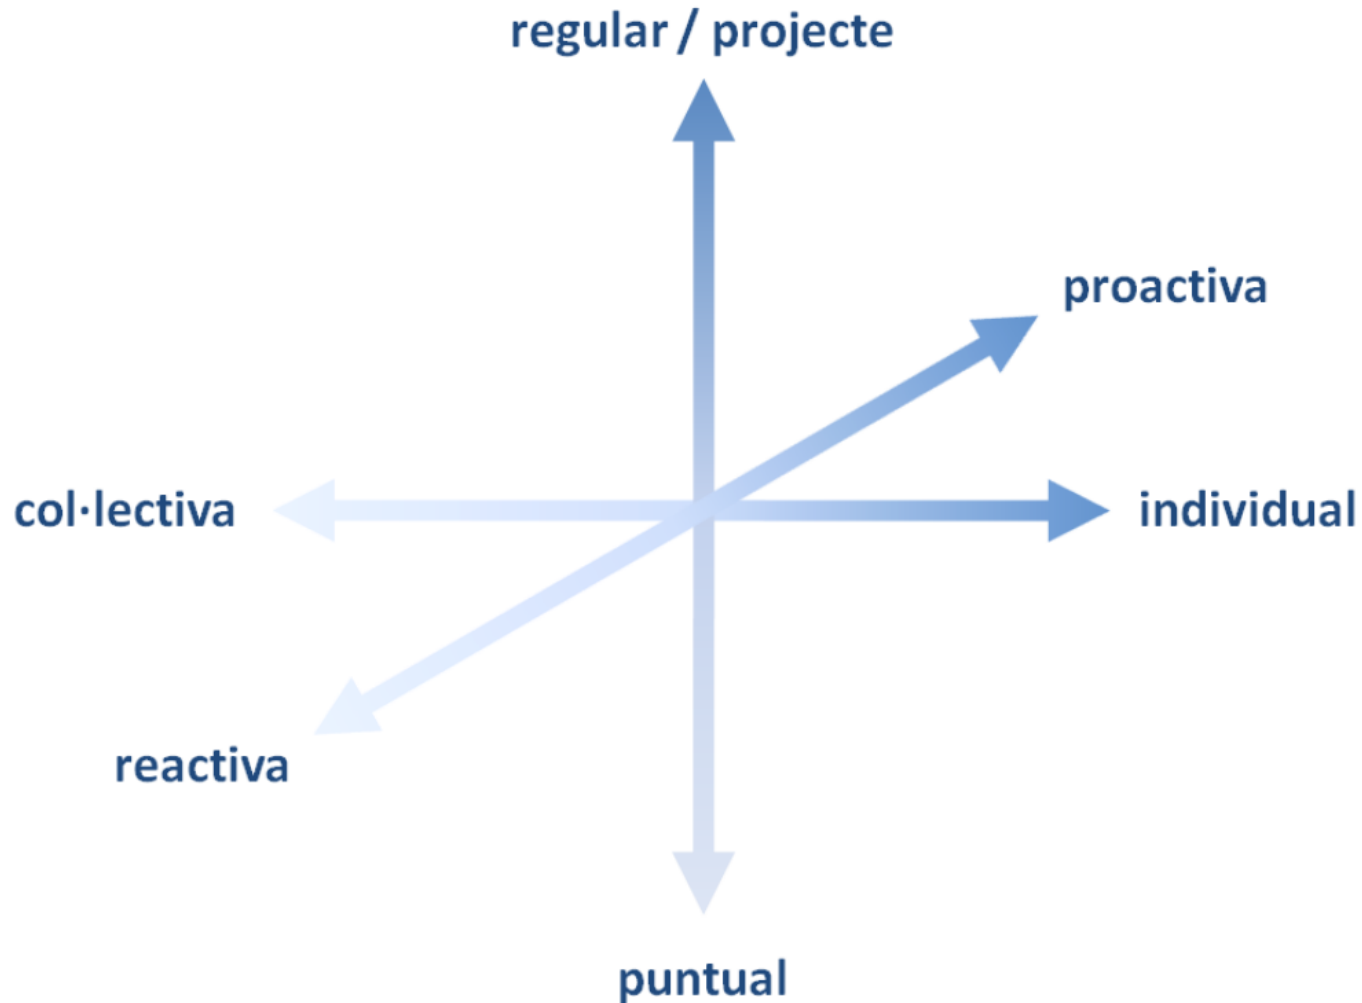 regular / projecte
proactiva
col·lectiva
individual
reactiva
puntual